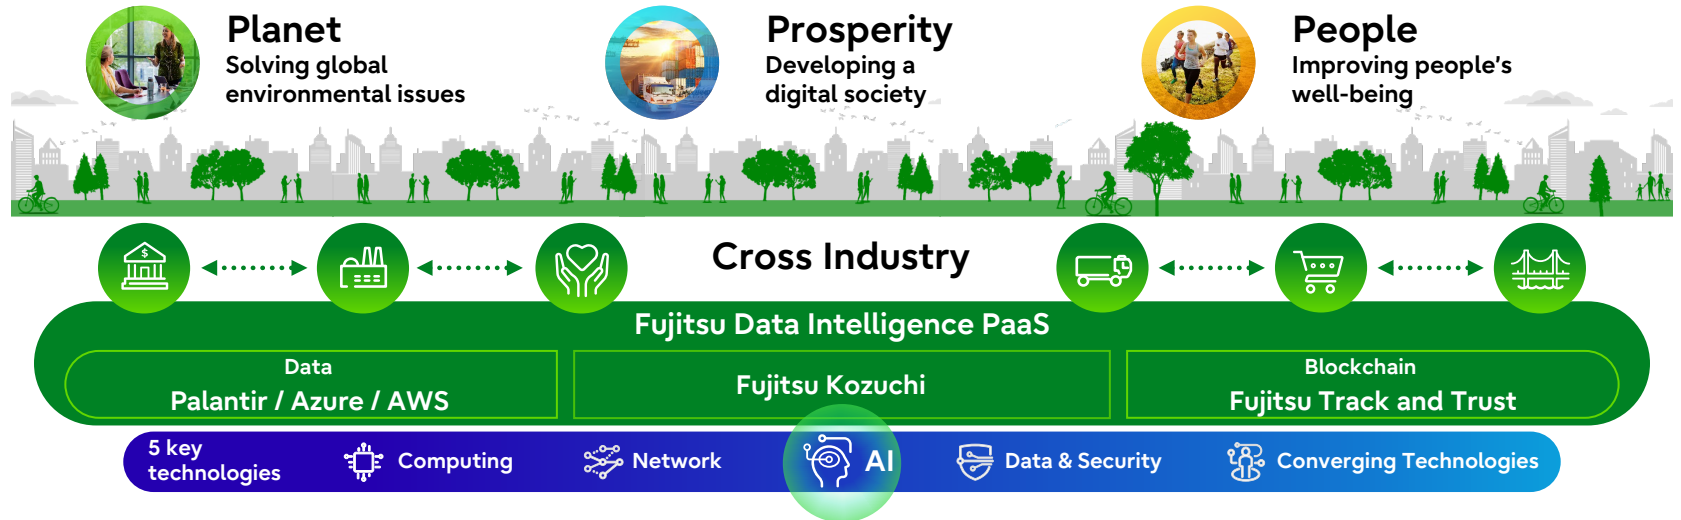 Planet
Solving global
environmental issues
Prosperity
Developing a
digital society
People
Improving people's
well-being
$
Cross Industry
Fujitsu Data Intelligence PaaS
Data
Palantir / Azure / AWS
Fujitsu Kozuchi
Blockchain
Fujitsu Track and Trust
5 key
technologies
Computing
Network
AI
Data & Security
Converging Technologies